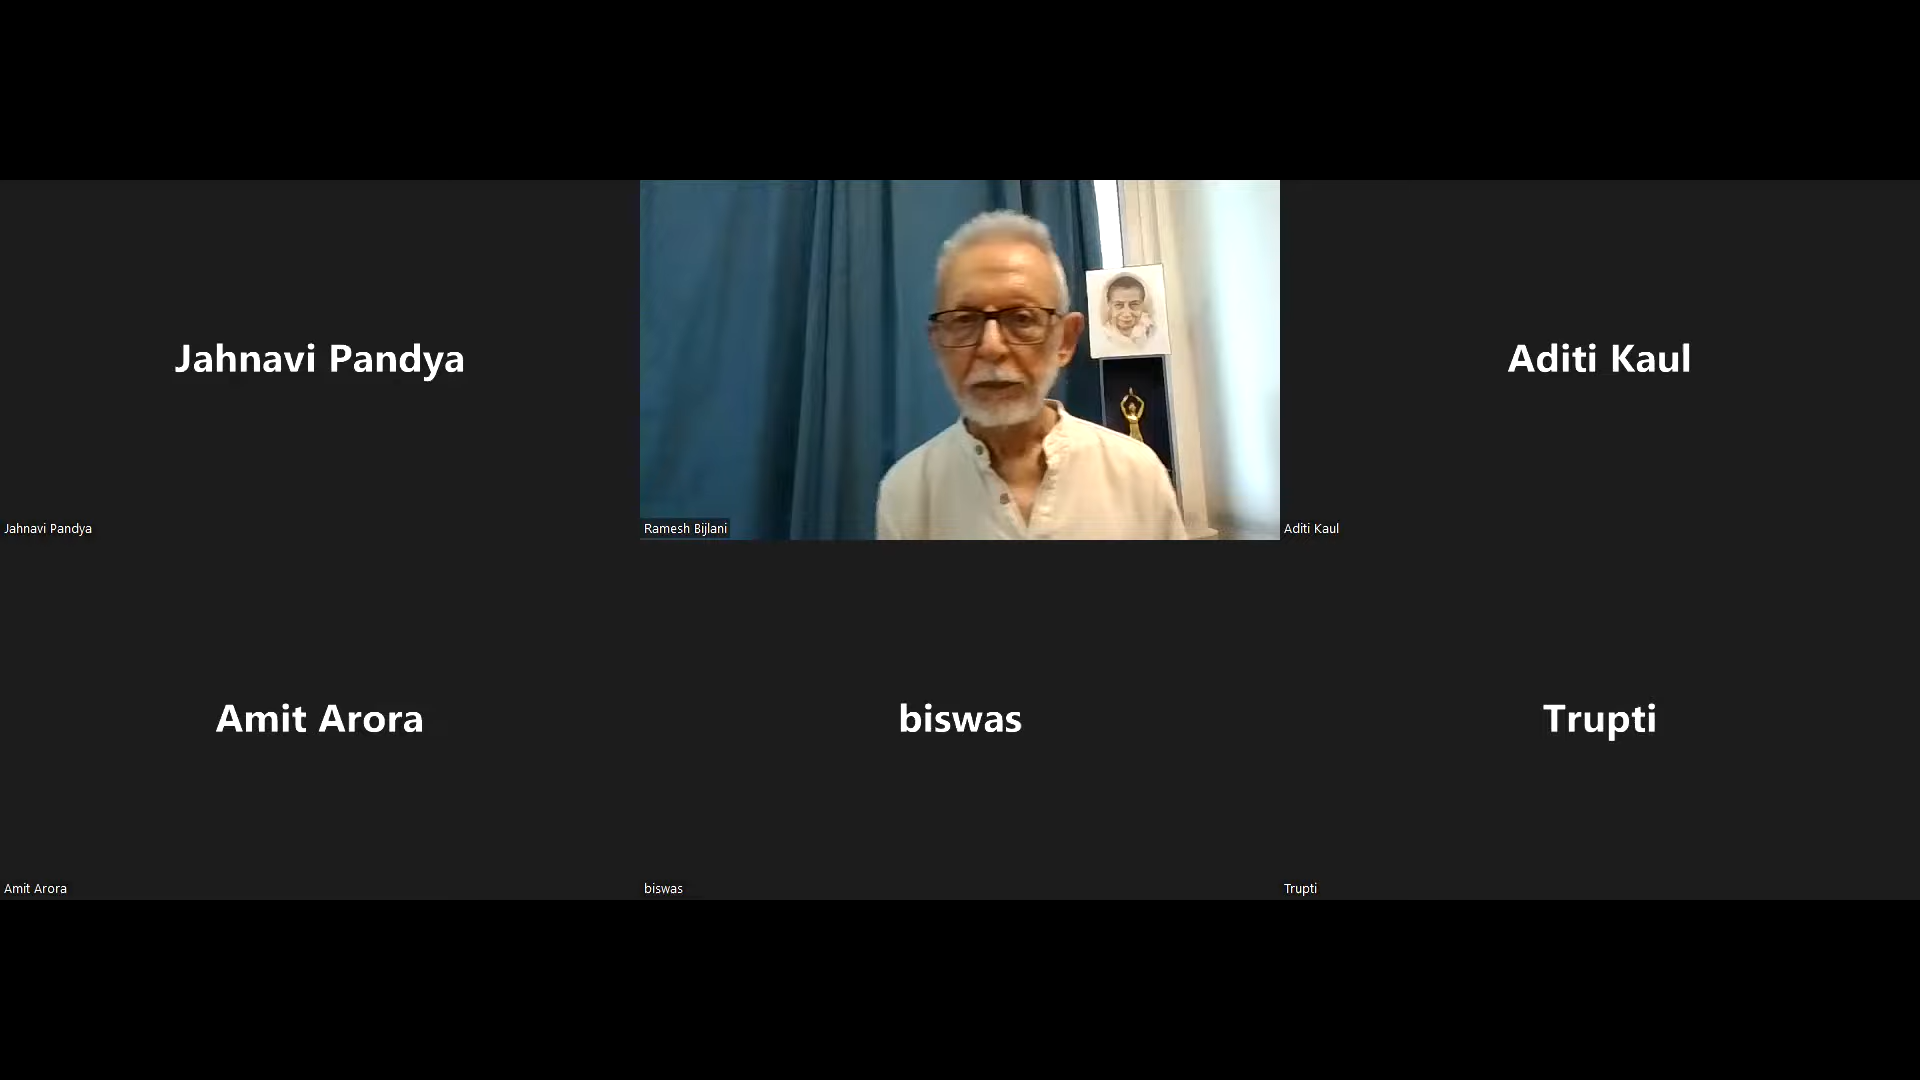 Jahnavi Pandya
Jahnavi Pandya
Ramesh Bijlani
Aditi Kaul
Aditi Kaul
Amit Arora
Amit Arora
biswas
biswas
Trupti
Trupti